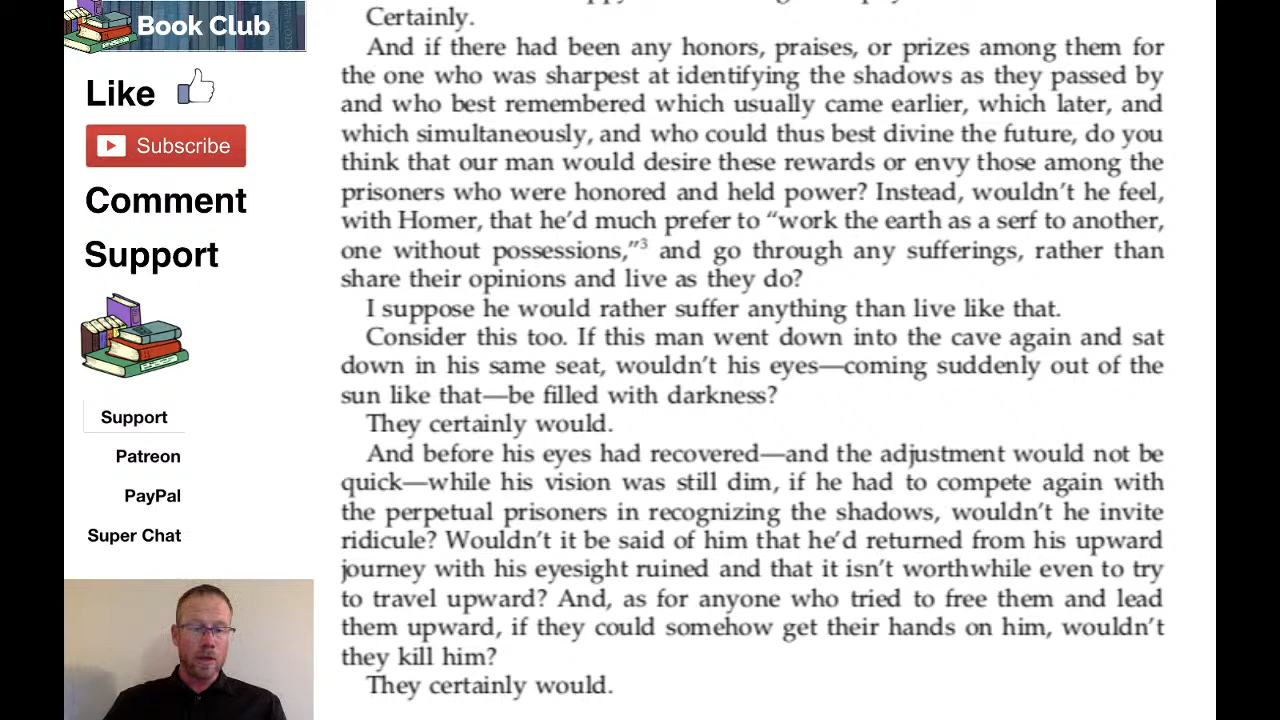 Book Club
Like
Subscribe
Comment
Support
Support
Patreon
PayPal
Super Chat
Certainly.
And if there had been any honors, praises, or prizes among them for
the one who was sharpest at identifying the shadows as they passed by
and who best remembered which usually came earlier, which later, and
which simultaneously, and who could thus best divine the future, do you
think that our man would desire these rewards or envy those among the
prisoners who were honored and held power? Instead, wouldn't he feel,
with Homer, that he'd much prefer to “work the earth as a serf to another,
one without possessions,”³ and go through any sufferings, rather than
share their opinions and live as they do?
I suppose he would rather suffer anything than live like that.
Consider this too. If this man went down into the cave again and sat
down in his same seat, wouldn't his eyes—coming suddenly out of the
sun like that—be filled with darkness?
They certainly would.
And before his eyes had recovered—and the adjustment would not be
quick—while his vision was still dim, if he had to compete again with
the perpetual prisoners in recognizing the shadows, wouldn't he invite
ridicule? Wouldn't it be said of him that he'd returned from his upward
journey with his eyesight ruined and that it isn't worthwhile even to try
to travel upward? And, as for anyone who tried to free them and lead
them upward, if they could somehow get their hands on him, wouldn't
they kill him?
They certainly would.